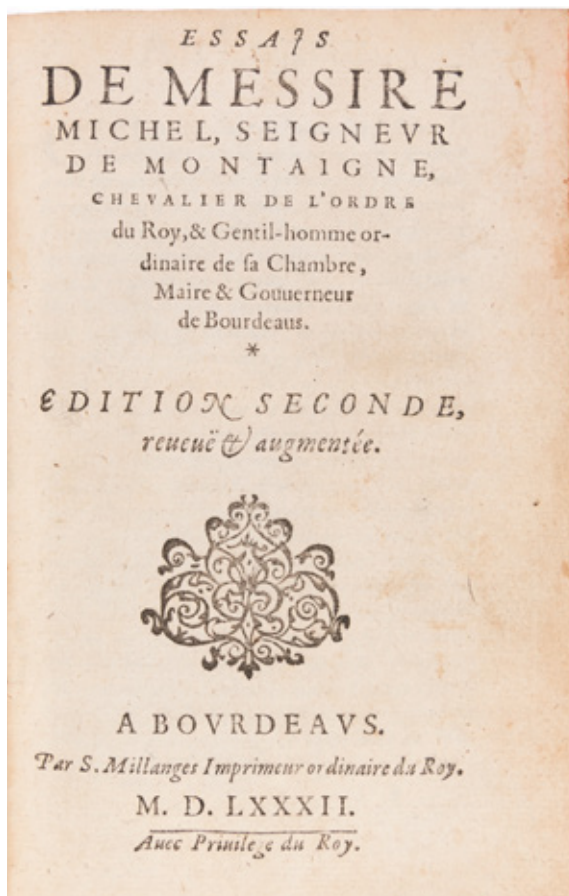 ESSAIS
DE MESSIRE
MICHEL, SEIGNEVR
DE MONTAIGNE,
CHEVALIER DE L'ORDRE
du Roy, & Gentil-homme or-
dinaire de ſa Chambre,
Maire & Gouuerneur
de Bourdeaus.
*
EDITION SECONDE,
reueuë & augmentée.
A BOVRDEAVS.
Par S. Millanges Imprimeur ordinaire du Roy.
M. D. LXXXII.
Auec Priuilege du Roy.